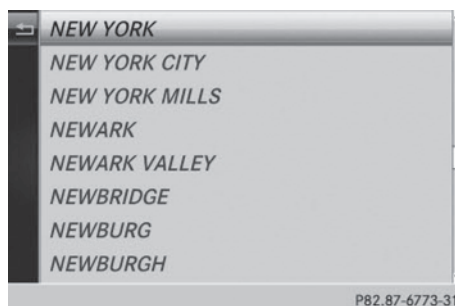 NEW YORK
NEW YORK CITY
NEW YORK MILLS
NEWARK
NEWARK VALLEY
NEWBRIDGE
NEWBURG
NEWBURGH
P82.87-6773-31